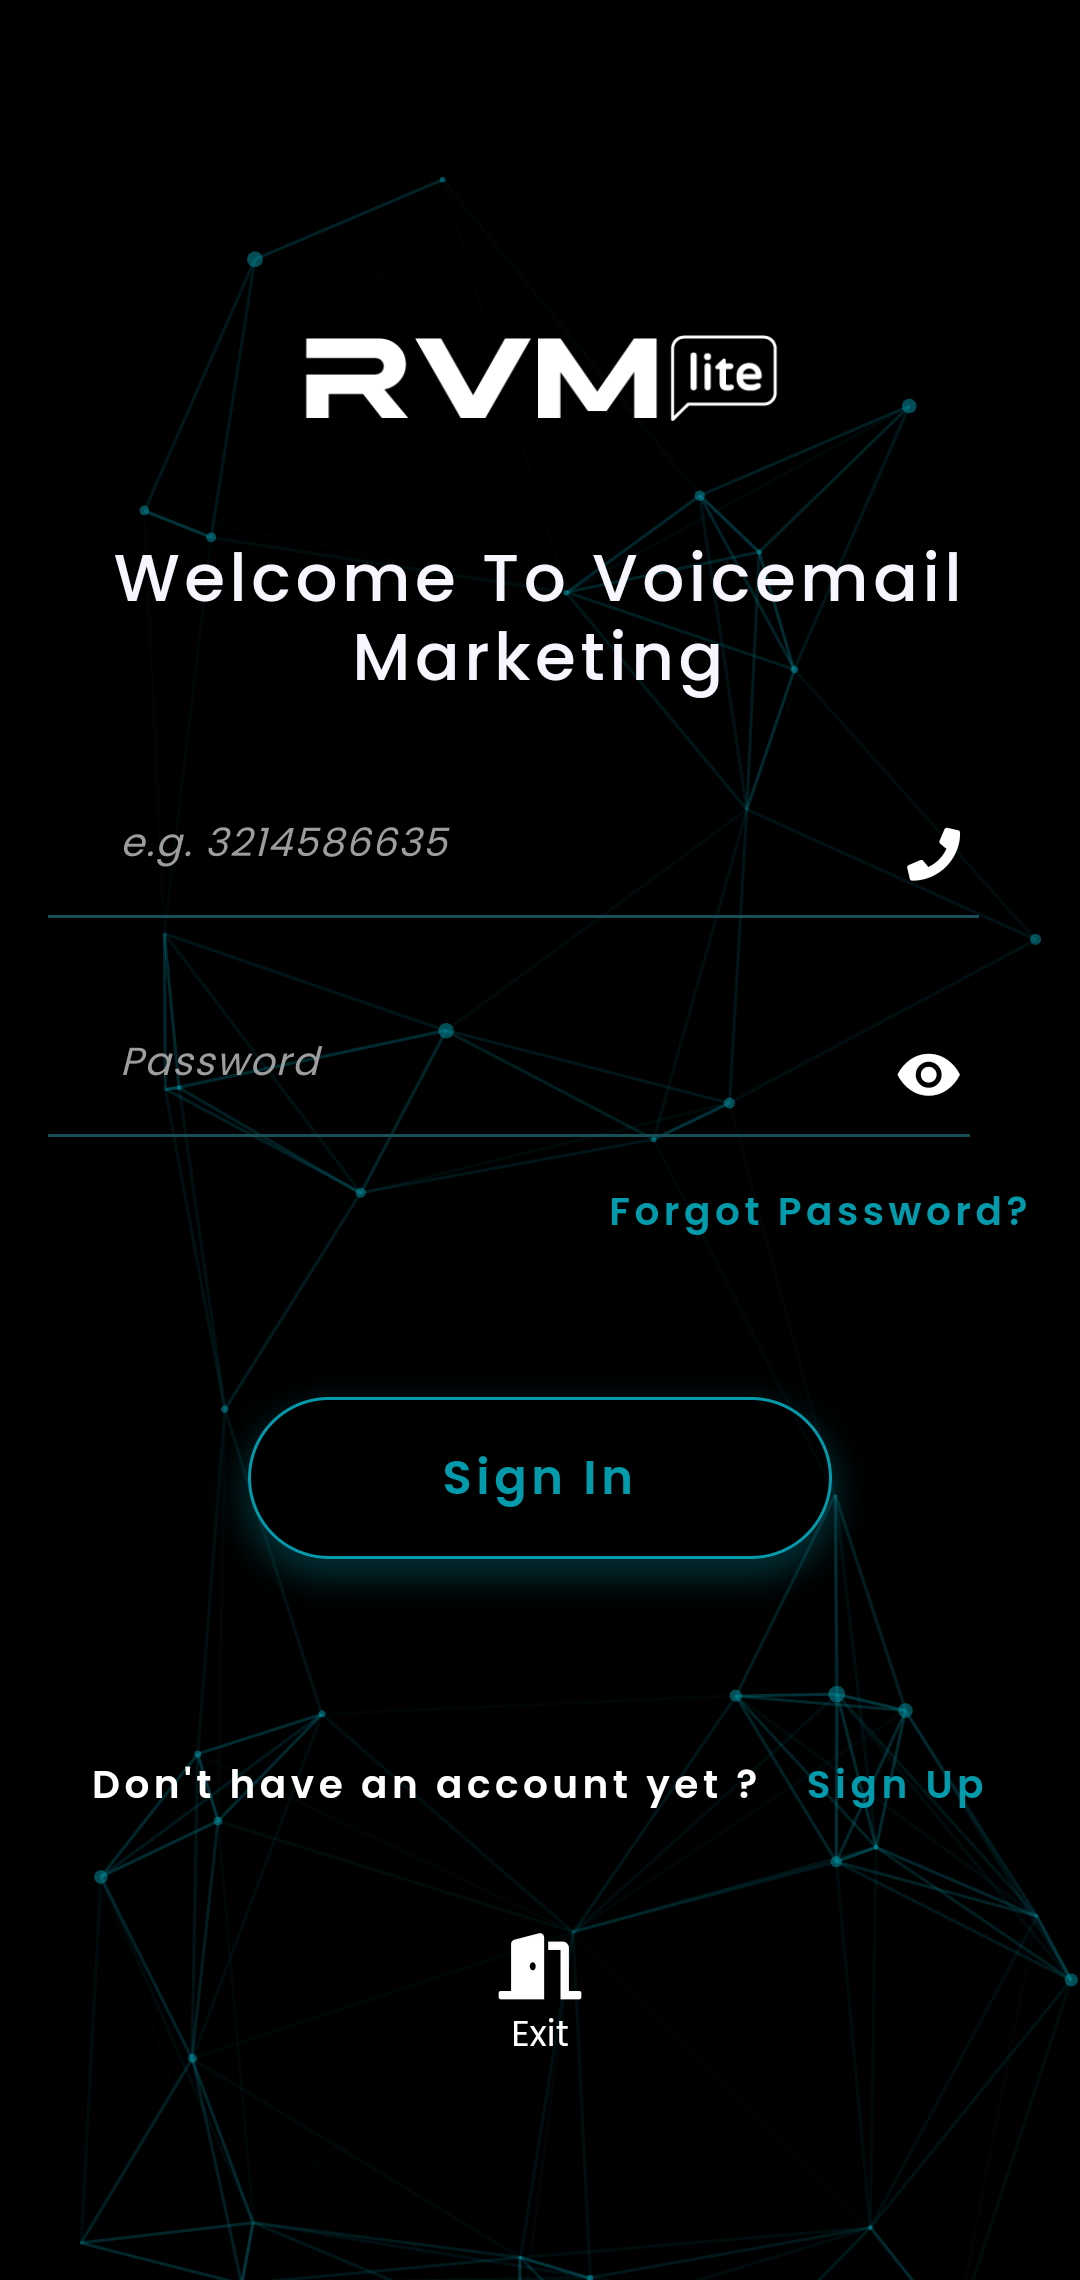 RVM lite
Welcome To Voicemail
Marketing
e.g. 3214586635
Password
Forgot Password?
Sign In
Don't have an account yet ? Sign Up
Exit